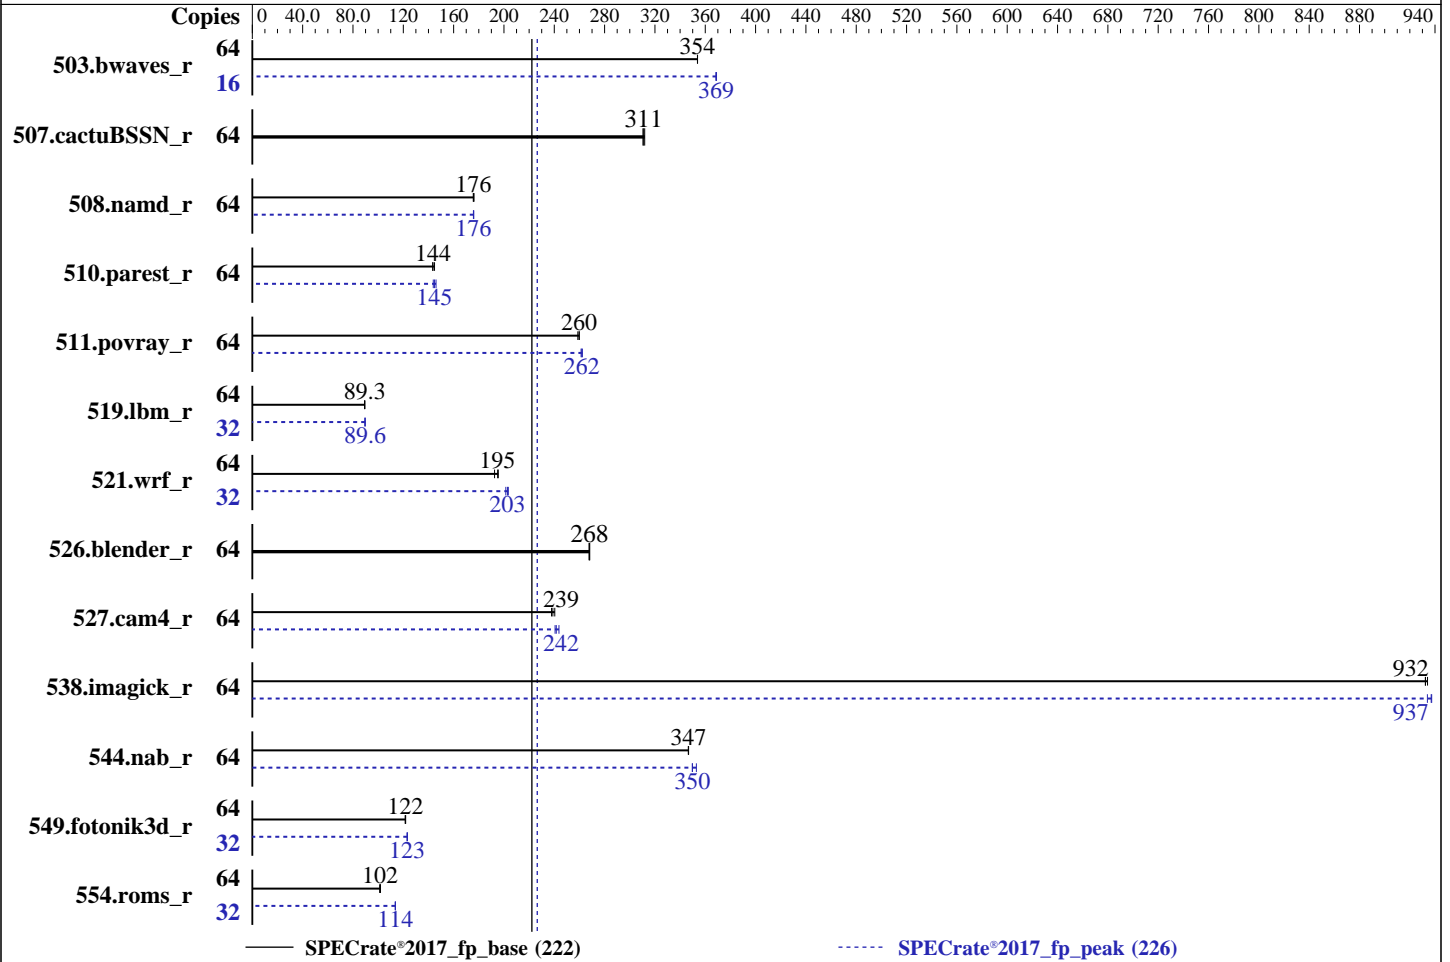 Copies 0 40.0 80.0 120 160 200 240 280 320 360 400 440 480 520 560 600 640 680 720 760 800 840 880 940
503.bwaves_r 64 354
16 369
507.cactuBSSN_r 64 311
508.namd_r 64 176
176
510.parest_r 64 144
145
511.povray_r 64 260
262
519.lbm_r 64 89.3
32 89.6
521.wrf_r 64 195
32 203
526.blender_r 64 268
527.cam4_r 64 239
242
538.imagick_r 64 932
937
544.nab_r 64 347
350
549.fotonik3d_r 64 122
32 123
554.roms_r 64 102
32 114
SPECrate®2017_fp_base (222) SPECrate®2017_fp_peak (226)